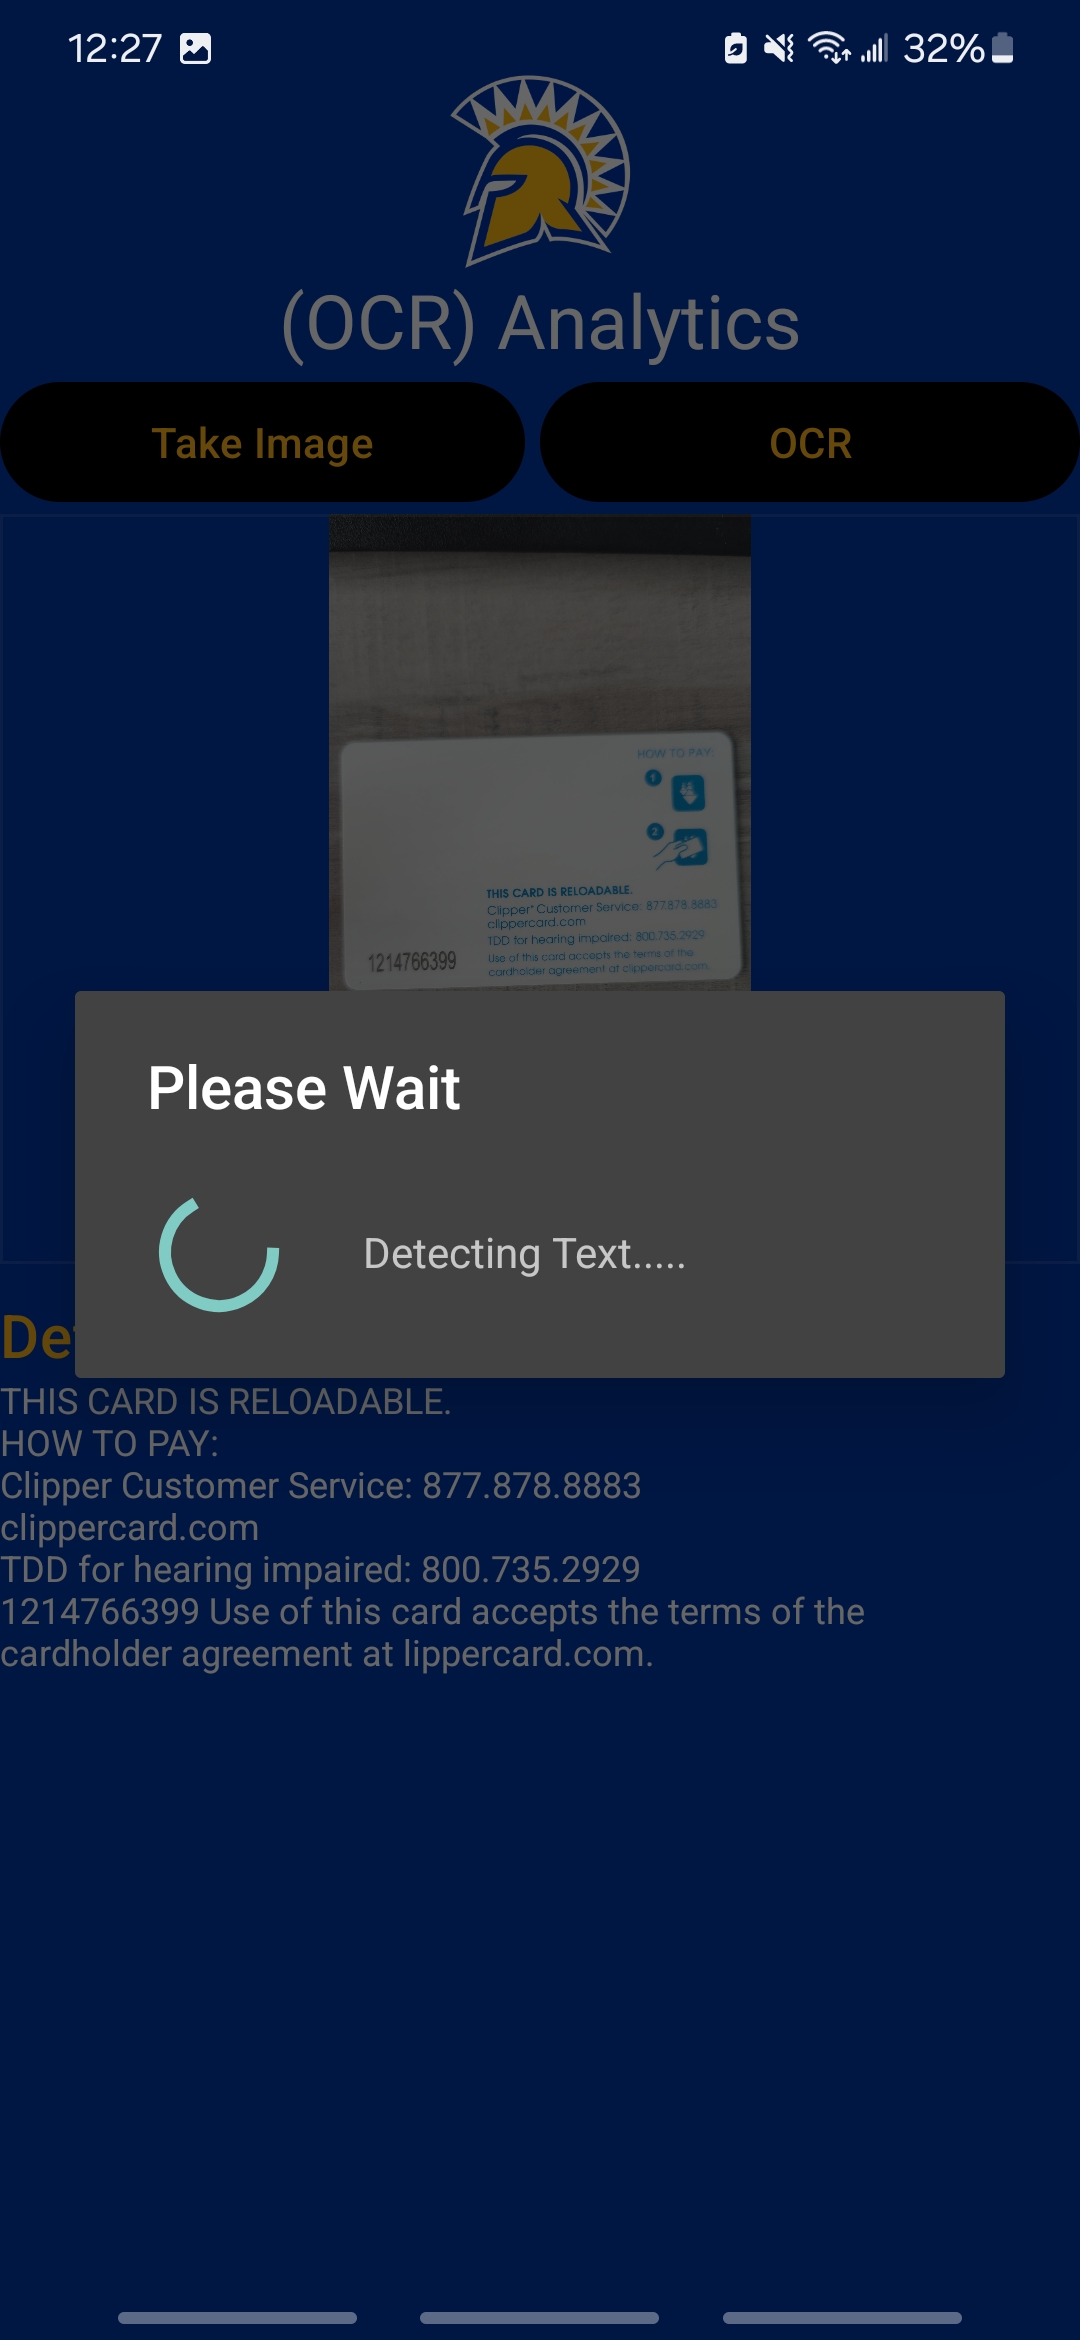 12:27
32%
(OCR) Analytics
Take Image
OCR
HOW TO PAY:
1
2
THIS CARD IS RELOADABLE.
Clipper® Customer Service: 877.878.8883
clippercard.com
TDD for hearing impaired: 800.735.2929
Use of this card accepts the terms of the
cardholder agreement at clippercard.com.
1214766399
Please Wait
Detecting Text.....
THIS CARD IS RELOADABLE.
HOW TO PAY:
Clipper Customer Service: 877.878.8883
clippercard.com
TDD for hearing impaired: 800.735.2929
1214766399 Use of this card accepts the terms of the
cardholder agreement at lippercard.com.